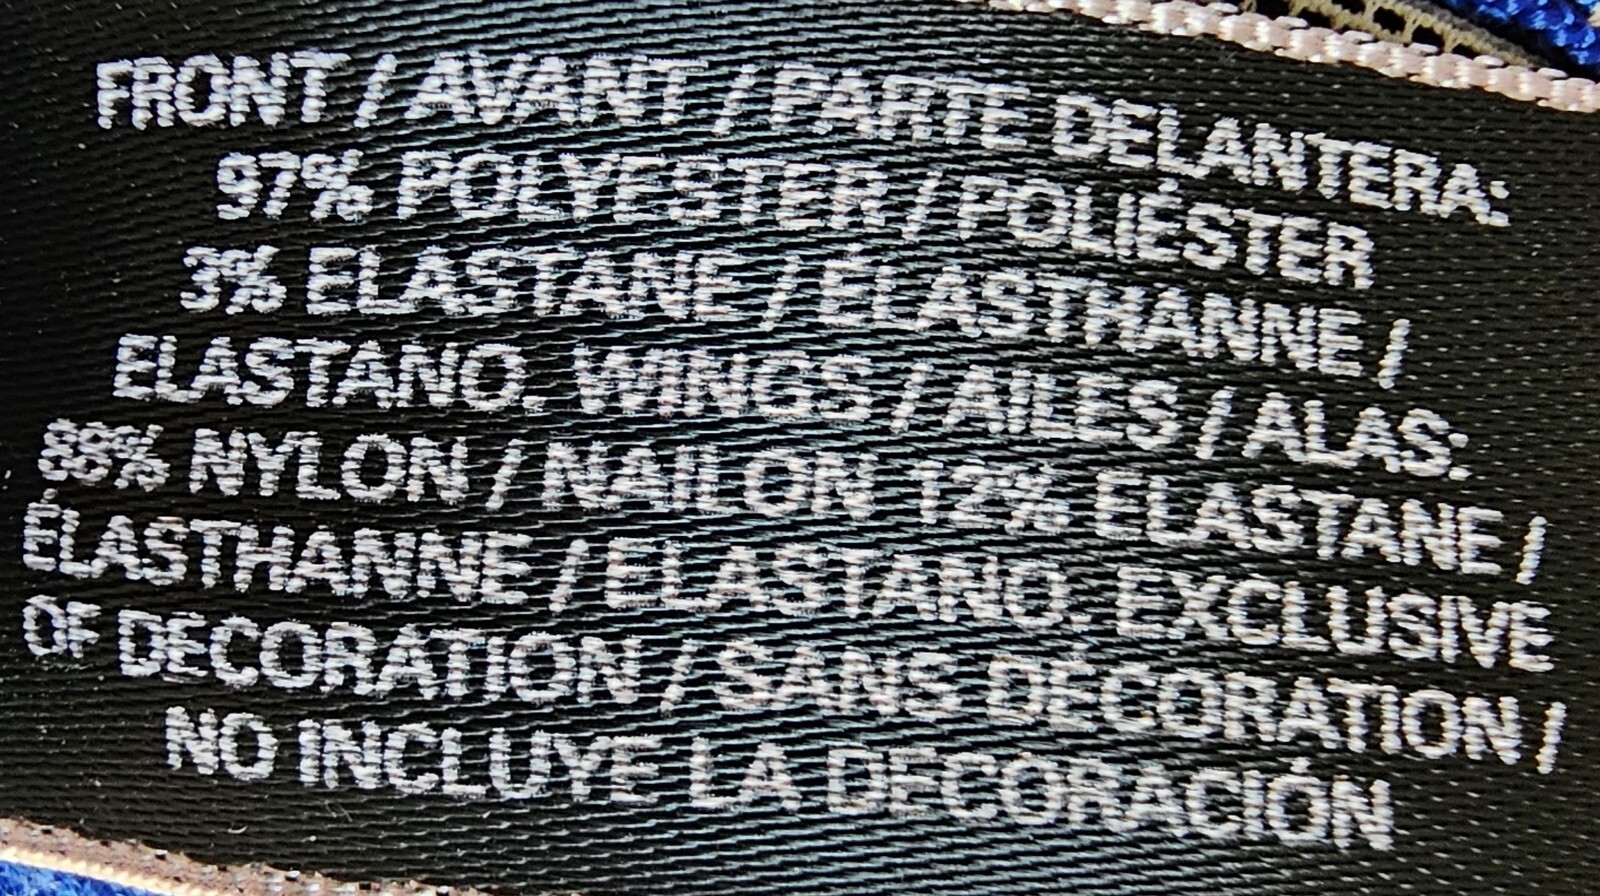 FRONT / AVANT / PARTE DELANTERA:
97% POLYESTER / POLIÉSTER
3% ELASTANE / ÉLASTHANNE /
ELASTANO. WINGS / AILES / ALAS:
88% NYLON / NAILON 12% ELASTANE /
ÉLASTHANNE / ELASTANO. EXCLUSIVE
OF DECORATION / SANS DÉCORATION /
NO INCLUYE LA DECORACIÓN